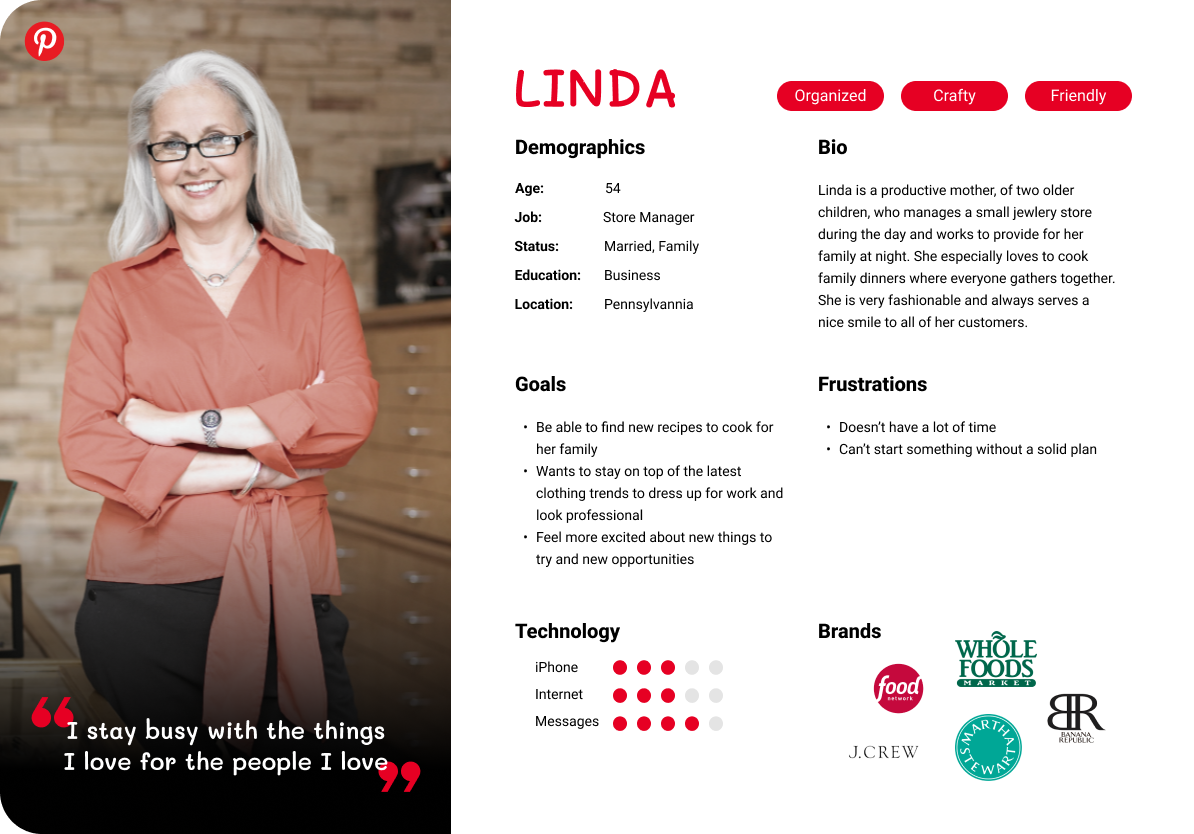 LINDA
Organized
Crafty
Friendly
Demographics
Age: 54
Job: Store Manager
Status: Married, Family
Education: Business
Location: Pennsylvannia
Bio
Linda is a productive mother, of two older
children, who manages a small jewlery store
during the day and works to provide for her
family at night. She especially loves to cook
family dinners where everyone gathers together.
She is very fashionable and always serves a
nice smile to all of her customers.
Goals
• Be able to find new recipes to cook for
her family
• Wants to stay on top of the latest
clothing trends to dress up for work and
look professional
• Feel more excited about new things to
try and new opportunities
Frustrations
• Doesn’t have a lot of time
• Can’t start something without a solid plan
Technology
iPhone
Internet
Messages
Brands
WHOLE
FOODS
MARKET
food
network
BR
BANANA
REPUBLIC
J.CREW
MARTHA
STEWART
“I stay busy with the things
I love for the people I love”